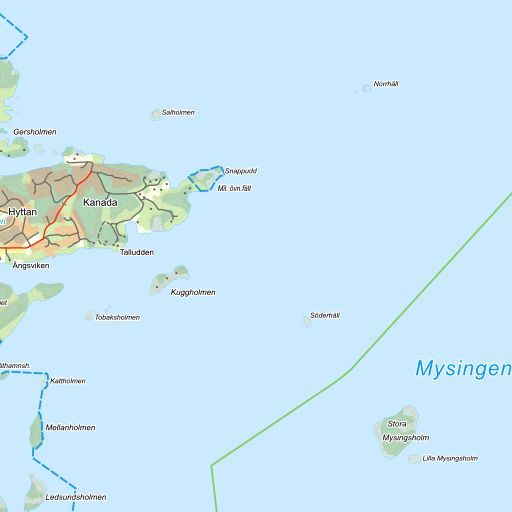 Norrhäll
Salholmen
Gersholmen
Snappudd
Mil. övn.fält
Kanada
Hyttan
Talludden
Ängsviken
Kuggholmen
Tobaksholmen
Söderhäll
Mysingen
Kattholmen
Stora
Mysingsholm
Mellanholmen
Lilla Mysingsholm
Ledsundsholmen